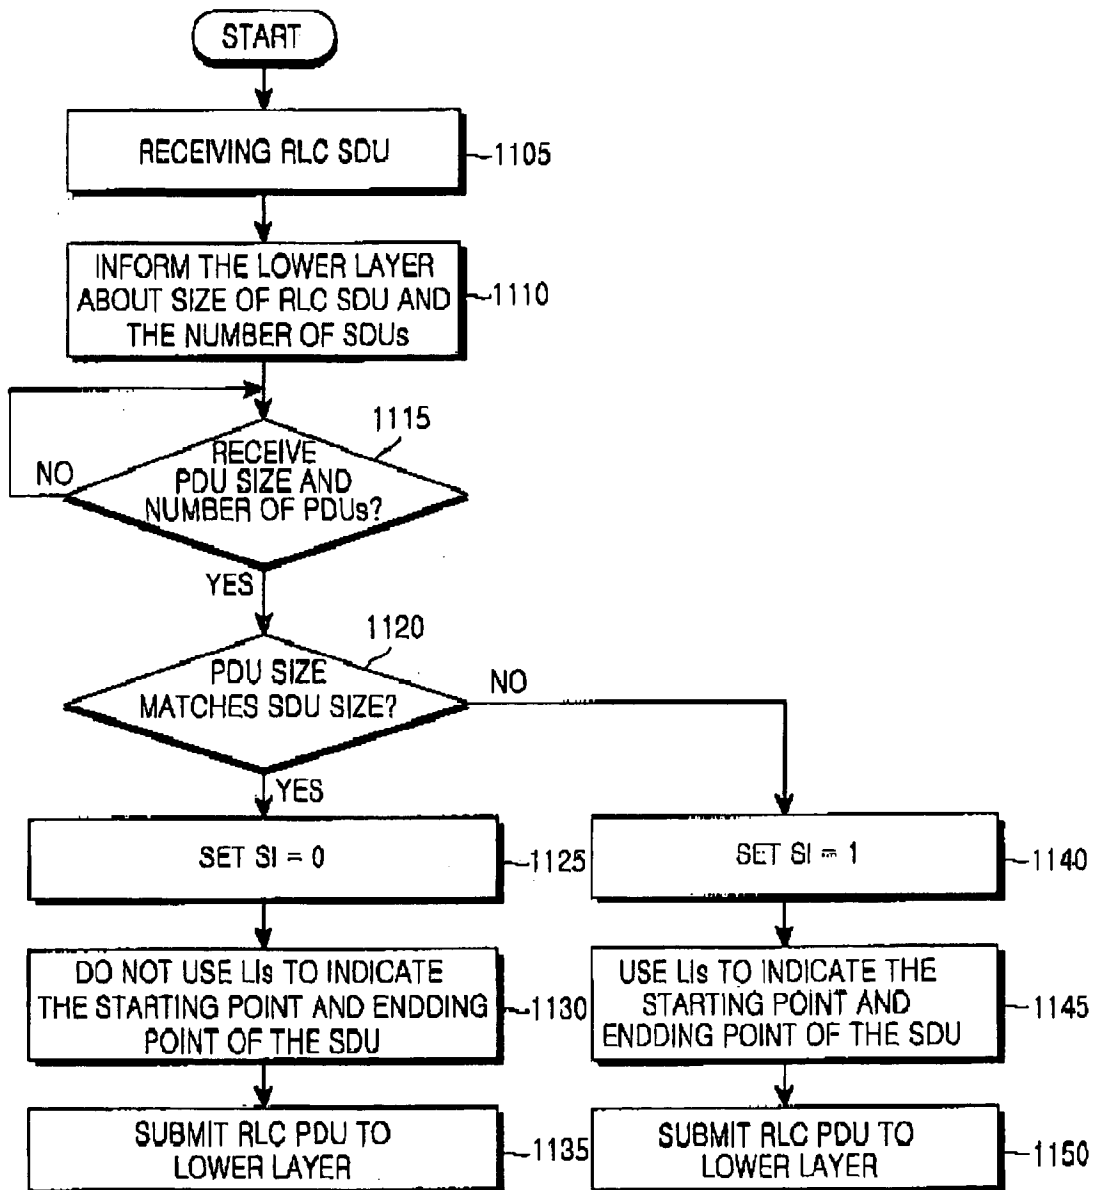 START
RECEIVING RLC SDU
1105
INFORM THE LOWER LAYER
ABOUT SIZE OF RLC SDU AND
THE NUMBER OF SDUs
1110
1115
RECEIVE
PDU SIZE AND
NUMBER OF PDUs?
NO
YES
1120
PDU SIZE
MATCHES SDU SIZE?
NO
YES
SET SI = 0
1125
SET SI = 1
1140
DO NOT USE LIs TO INDICATE
THE STARTING POINT AND ENDDING
POINT OF THE SDU
1130
USE LIs TO INDICATE THE
STARTING POINT AND
ENDDING POINT OF THE SDU
1145
SUBMIT RLC PDU TO
LOWER LAYER
1135
SUBMIT RLC PDU TO
LOWER LAYER
1150